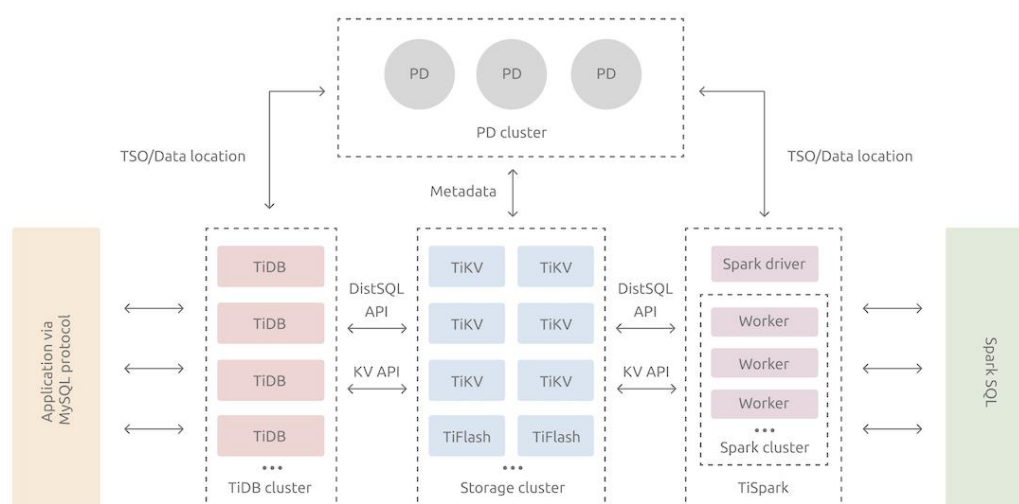 PD
PD
PD
PD cluster
TSO/Data location
TSO/Data location
Metadata
Application via
MySQL protocol
TiDB
TiDB
TiDB
TiDB
•••
TiDB cluster
DistSQL
API
KV API
TiKV
TiKV
TiKV
TiKV
TiKV
TiKV
TiFlash
TiFlash
•••
Storage cluster
DistSQL
API
KV API
Spark driver
Worker
Worker
Worker
•••
Spark cluster
TiSpark
Spark SQL